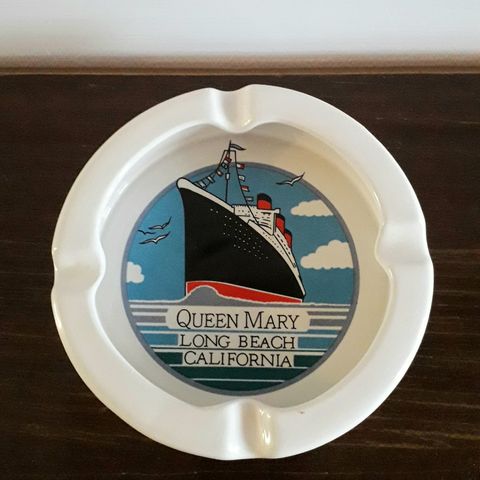 QUEEN MARY
LONG BEACH
CALIFORNIA